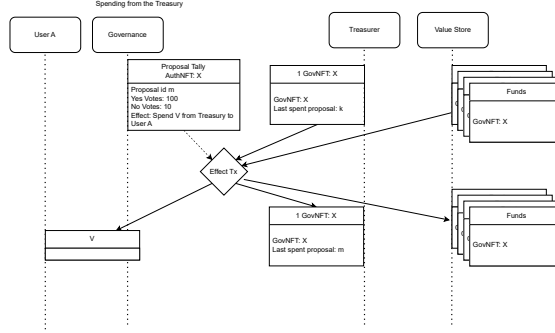 Spending from the Treasury
User A
Governance
Treasurer
Value Store
Proposal Tally
AuthNFT: X
Proposal id m
Yes Votes: 100
No Votes: 10
Effect: Spend V from Treasury to
User A
1 GovNFT: X
GovNFT: X
Last spent proposal: k
Funds
GovNFT: X
Effect Tx
V
1 GovNFT: X
GovNFT: X
Last spent proposal: m
Funds
GovNFT: X